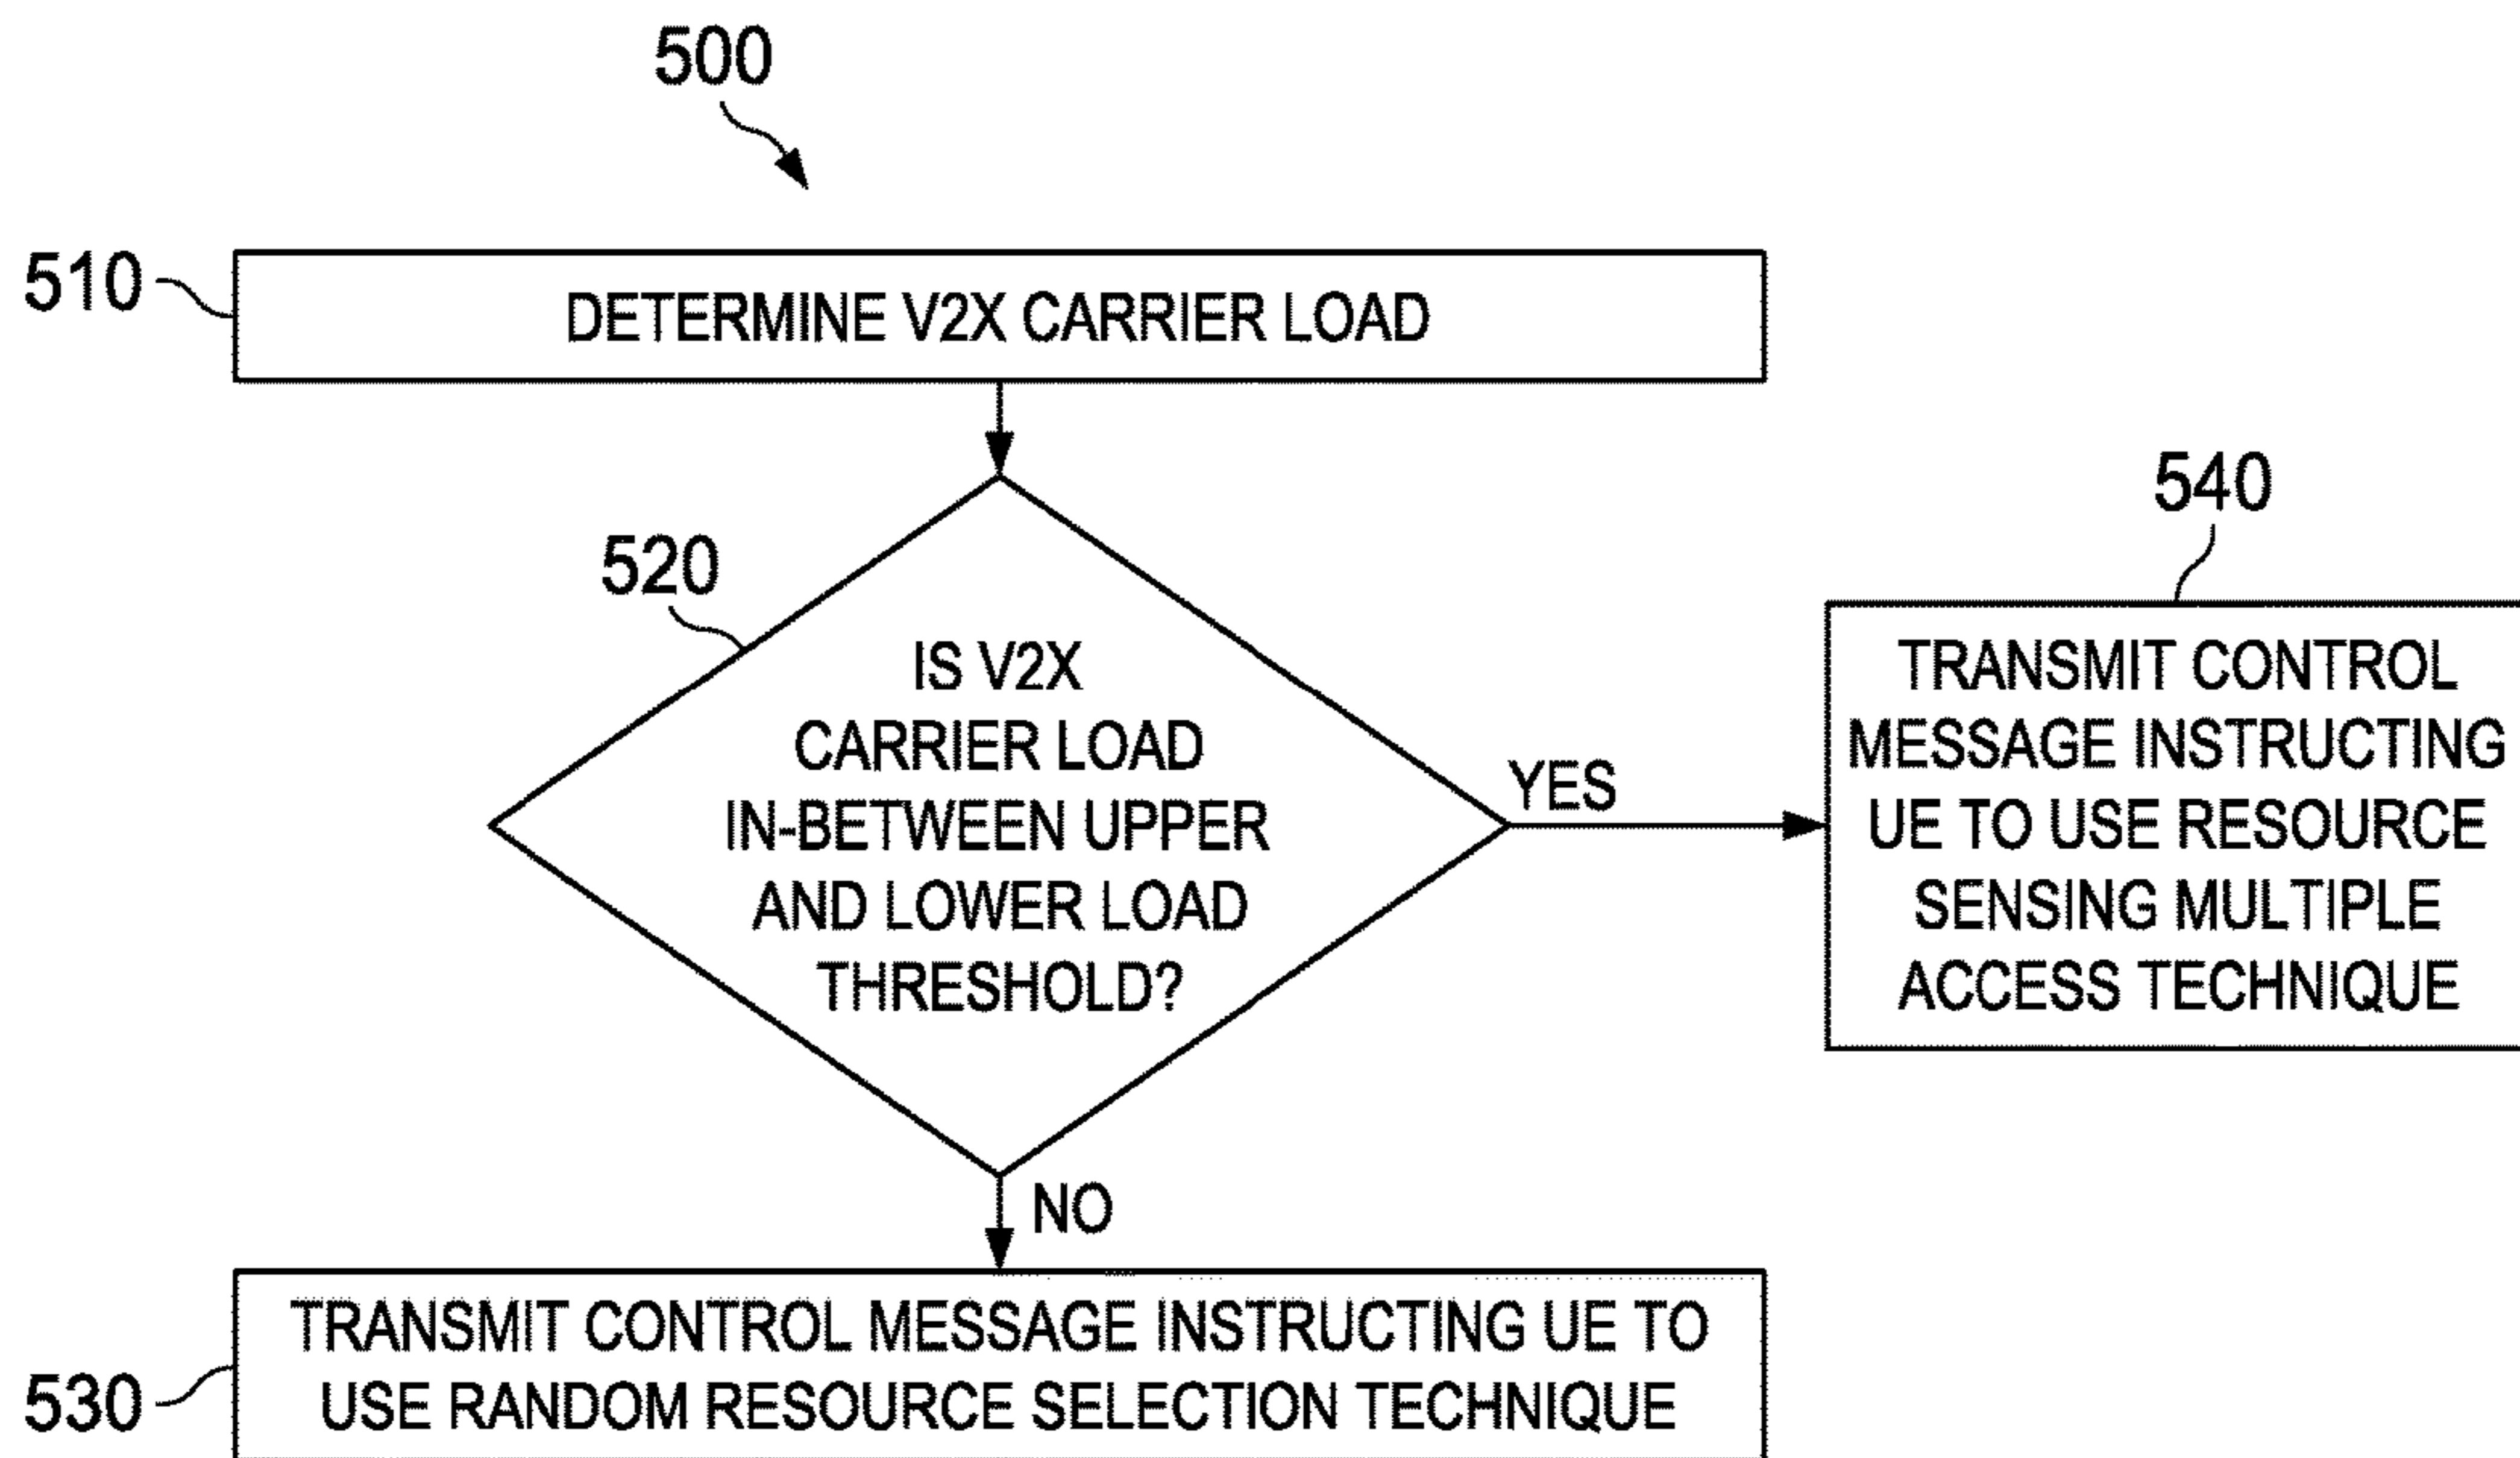 500
510
DETERMINE V2X CARRIER LOAD
520
IS V2X
CARRIER LOAD
IN-BETWEEN UPPER
AND LOWER LOAD
THRESHOLD?
YES
540
TRANSMIT CONTROL
MESSAGE INSTRUCTING
UE TO USE RESOURCE
SENSING MULTIPLE
ACCESS TECHNIQUE
NO
530
TRANSMIT CONTROL MESSAGE INSTRUCTING UE TO
USE RANDOM RESOURCE SELECTION TECHNIQUE